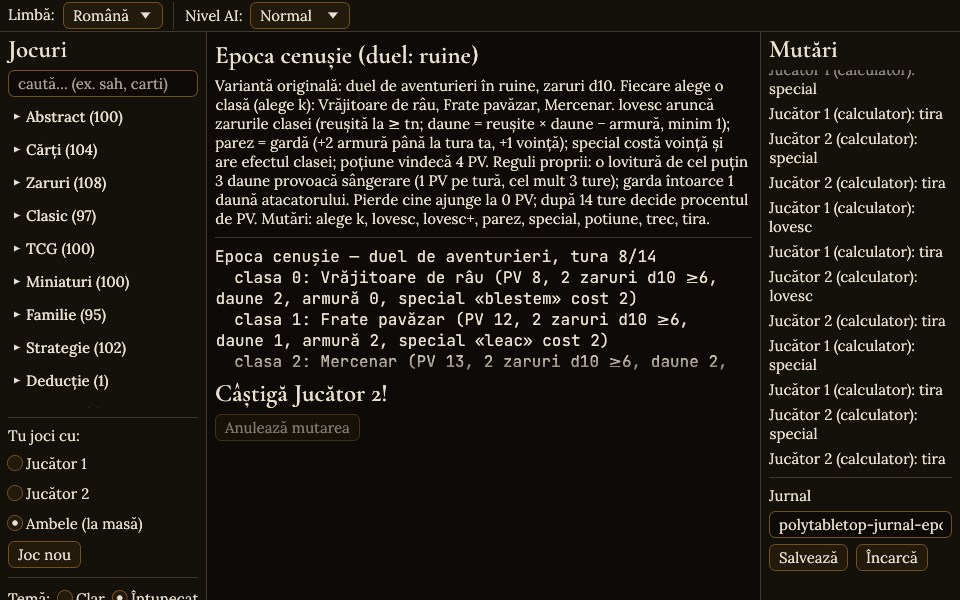 Limbă: Română Nivel AI: Normal
Jocuri
caută... (ex. sah, carti)
Abstract (100)
Cărți (104)
Zaruri (108)
Clasic (97)
TCG (100)
Miniaturi (100)
Familie (95)
Strategie (102)
Deducție (1)
Tu joci cu:
Jucător 1
Jucător 2
Ambele (la masă)
Joc nou
Temă: Clar Întunecat
Epoca cenușie (duel: ruine)
Variantă originală: duel de aventurieri în ruine, zaruri d10. Fiecare alege o
clasă (alege k): Vrăjitoare de râu, Frate pavăzar, Mercenar. lovesc aruncă
zarurile clasei (reușită la ≥ tn; daune = reușite × daune − armură, minim 1);
parez = gardă (+2 armură până la tura ta, +1 voință); special costă voință și
are efectul clasei; poțiune vindecă 4 PV. Reguli proprii: o lovitură de cel puțin
3 daune provoacă sângerare (1 PV pe tură, cel mult 3 ture); garda întoarce 1
daună atacatorului. Pierde cine ajunge la 0 PV; după 14 ture decide procentul
de PV. Mutări: alege k, lovesc, lovesc+, parez, special, potiune, trec, tira.
Epoca cenușie — duel de aventurieri, tura 8/14
clasa 0: Vrăjitoare de râu (PV 8, 2 zaruri d10 ≥6,
daune 2, armură 0, special «blestem» cost 2)
clasa 1: Frate pavăzar (PV 12, 2 zaruri d10 ≥6,
daune 1, armură 2, special «leac» cost 2)
clasa 2: Mercenar (PV 13, 2 zaruri d10 ≥6, daune 2,
Câștigă Jucător 2!
Anulează mutarea
Mutări
Jucător 1 (calculator):
special
Jucător 1 (calculator): tira
Jucător 2 (calculator):
special
Jucător 2 (calculator): tira
Jucător 1 (calculator):
lovesc
Jucător 1 (calculator): tira
Jucător 2 (calculator):
lovesc
Jucător 2 (calculator): tira
Jucător 1 (calculator):
special
Jucător 1 (calculator): tira
Jucător 2 (calculator):
special
Jucător 2 (calculator): tira
Jurnal
polytabletop-jurnal-epo
Salvează Încarcă